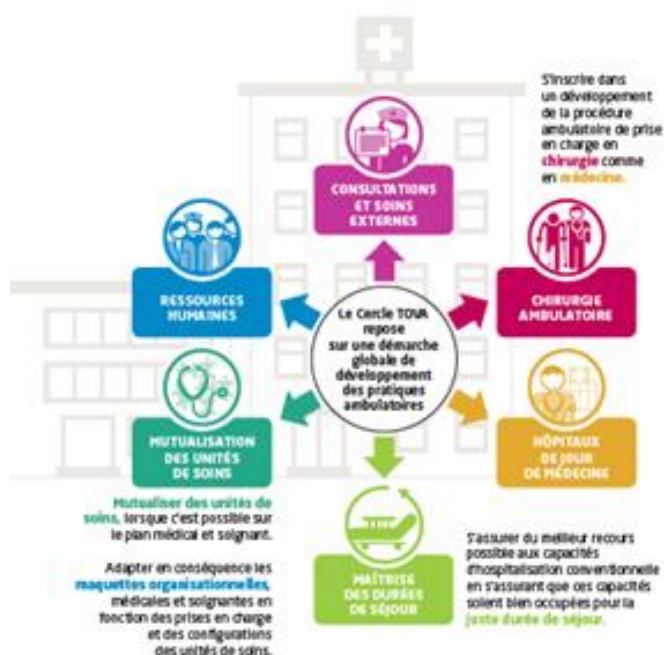 S'inscrire dans
un développement
de la procédure
ambulatoire de prise
en charge en
chirurgie comme
en médecine.
CONSULTATIONS
ET SOINS
EXTERNES
RESSOURCES
HUMAINES
CHIRURGIE
AMBULATOIRE
Le Cercle TOVA
repose
sur une démarche
globale de
développement
des pratiques
ambulatoires
MUTUALISATION
DES UNITÉS
DE SOINS
HÔPITAUX
DE JOUR
DE MÉDECINE
MAÎTRISE
DES DURÉES
DE SÉJOUR
Mutualiser des unités de
soins, lorsque c'est possible sur
le plan médical et soignant.
Adapter en conséquence les
maquettes organisationnelles,
médicales et soignantes en
fonction des prises en charge
et des configurations
des unités de soins.
S'assurer du meilleur recours
possible aux capacités
d'hospitalisation conventionnelle
en s'assurant que ces capacités
soient bien occupées pour la
juste durée de séjour.